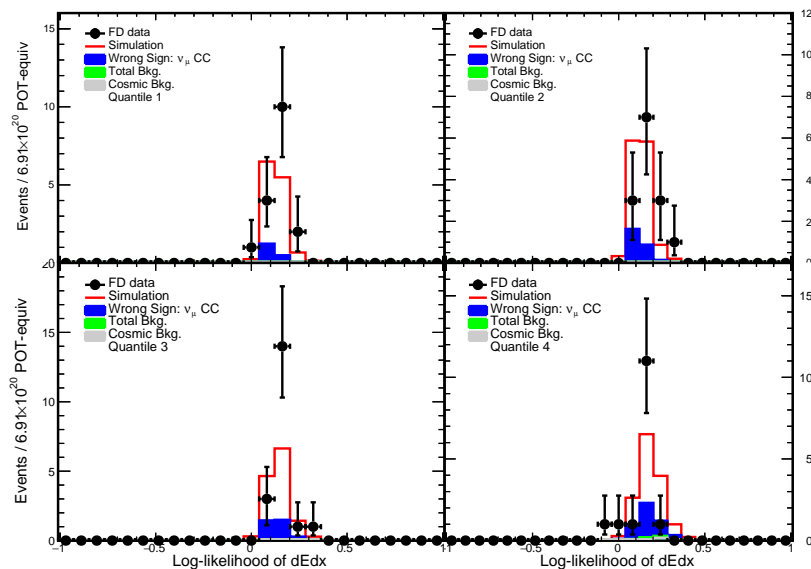 Events / 6.91×10²⁰ POT-equiv
15
10
5
0
FD data
Simulation
Wrong Sign: νμ CC
Total Bkg.
Cosmic Bkg.
Quantile 1
FD data
Simulation
Wrong Sign: νμ CC
Total Bkg.
Cosmic Bkg.
Quantile 2
12
10
8
6
4
2
0
Events / 6.91×10²⁰ POT-equiv
15
10
5
0
FD data
Simulation
Wrong Sign: νμ CC
Total Bkg.
Cosmic Bkg.
Quantile 3
FD data
Simulation
Wrong Sign: νμ CC
Total Bkg.
Cosmic Bkg.
Quantile 4
15
10
5
0
−1 −0.5 0 0.5
−0.5 0 0.5 1
Log-likelihood of dEdx
Log-likelihood of dEdx